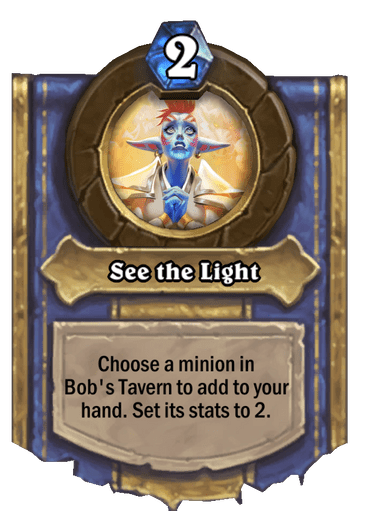 2
See the Light
Choose a minion in
Bob's Tavern to add to your
hand. Set its stats to 2.